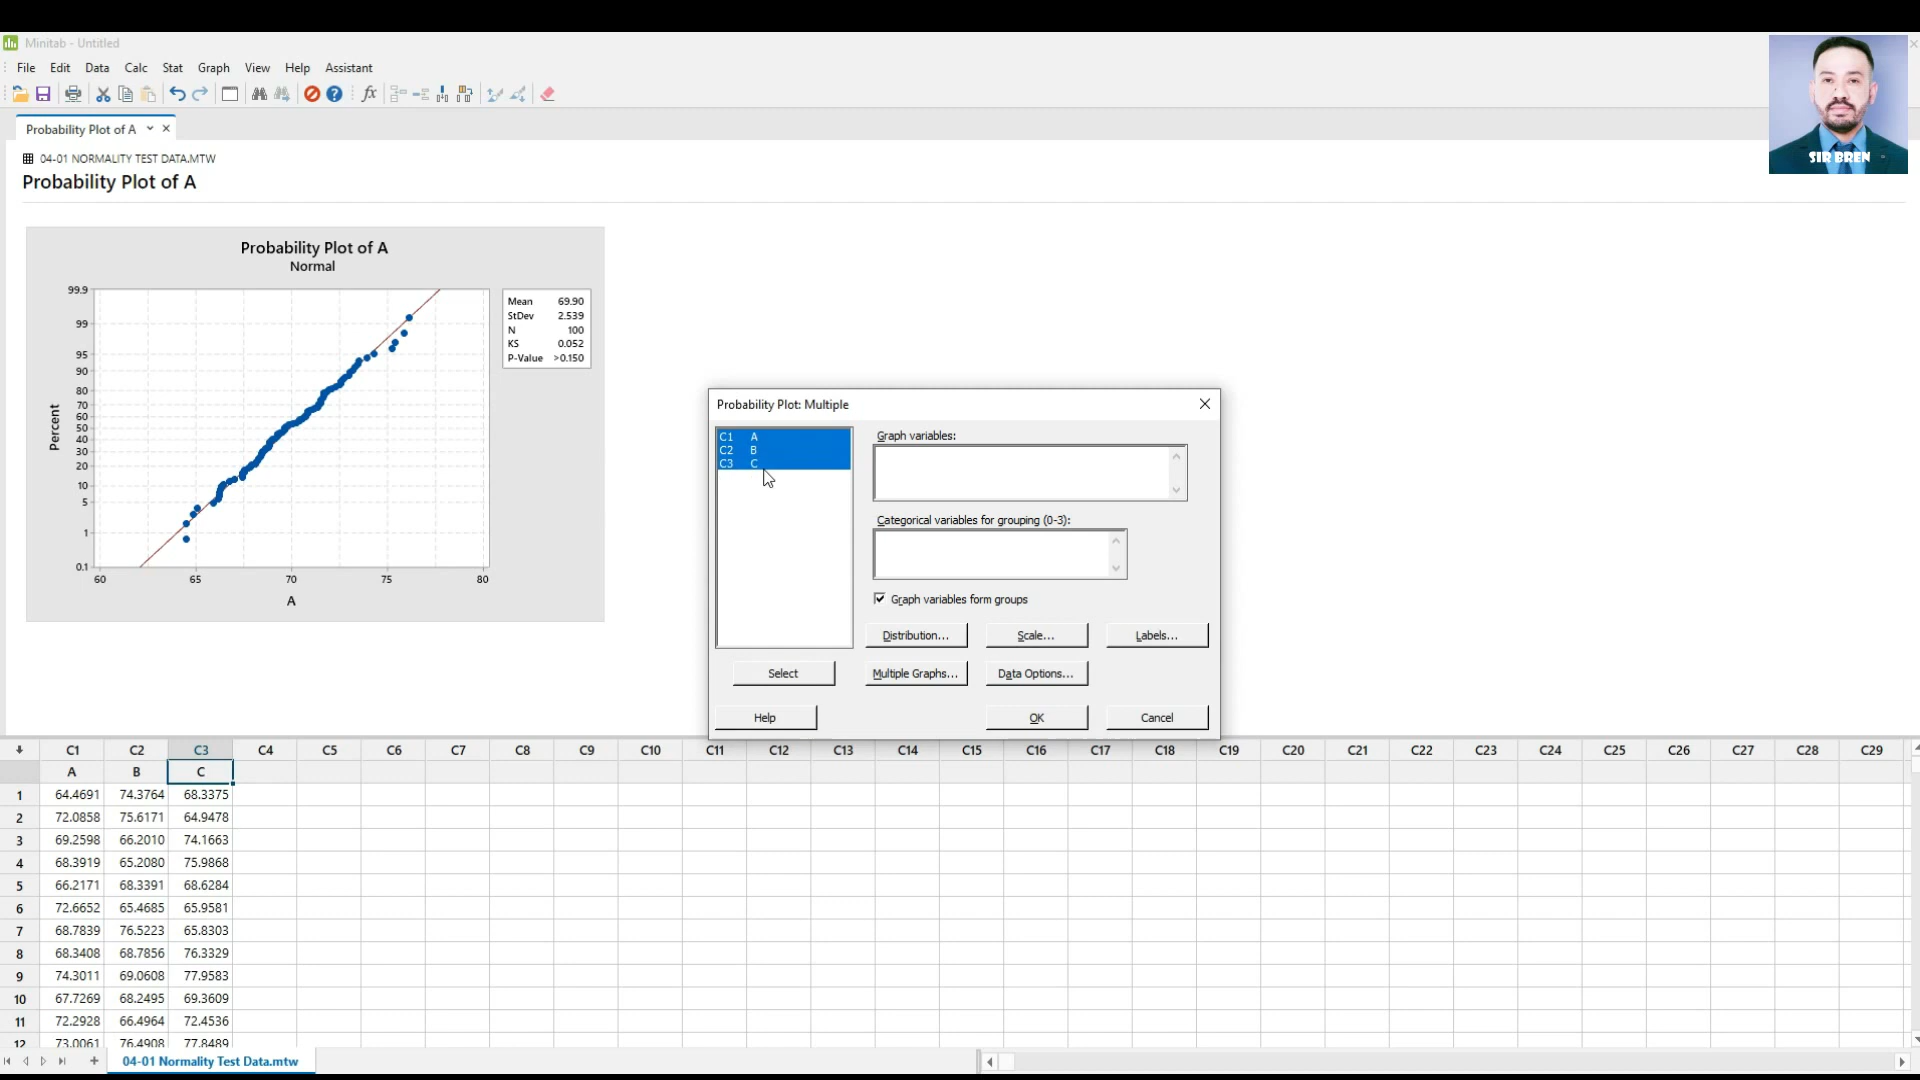 Minitab - Untitled
File Edit Data Calc Stat Graph View Help Assistant
fx
Probability Plot of A
04-01 NORMALITY TEST DATA.MTW
Probability Plot of A
SIR BREN
Probability Plot of A
Normal
99.9
99
95
90
80
70
60
50
40
30
20
10
5
1
0.1
Percent
60 65 70 75 80
A
Mean 69.90
StDev 2.539
N 100
KS 0.052
P-Value >0.150
Probability Plot: Multiple
C1 A
C2 B
C3 C
Graph variables:
Categorical variables for grouping (0-3):
Graph variables form groups
Distribution... Scale... Labels...
Select Multiple Graphs... Data Options...
Help OK Cancel
C1 C2 C3 C4 C5 C6 C7 C8 C9 C10 C11 C12 C13 C14 C15 C16 C17 C18 C19 C20 C21 C22 C23 C24 C25 C26 C27 C28 C29
A B C
1 64.4691 74.3764 68.3375
2 72.0858 75.6171 64.9478
3 69.2598 66.2010 74.1663
4 68.3919 65.2080 75.9868
5 66.2171 68.3391 68.6284
6 72.6652 65.4685 65.9581
7 68.7839 76.5223 65.8303
8 68.3408 68.7856 76.3329
9 74.3011 69.0608 77.9583
10 67.7269 68.2495 69.3609
11 72.2928 66.4964 72.4536
12 73.0061 76.4908 77.8489
04-01 Normality Test Data.mtw